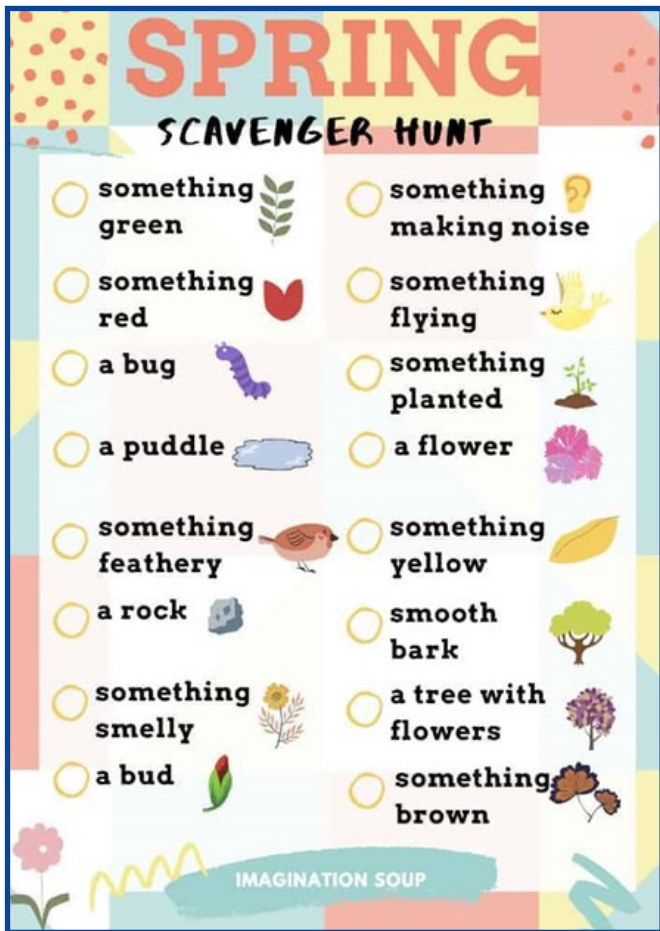 SPRING
SCAVENGER HUNT
something
green
something
red
a bug
a puddle
something
feathery
a rock
something
smelly
a bud
something
making noise
something
flying
something
planted
a flower
something
yellow
smooth
bark
a tree with
flowers
something
brown
IMAGINATION SOUP